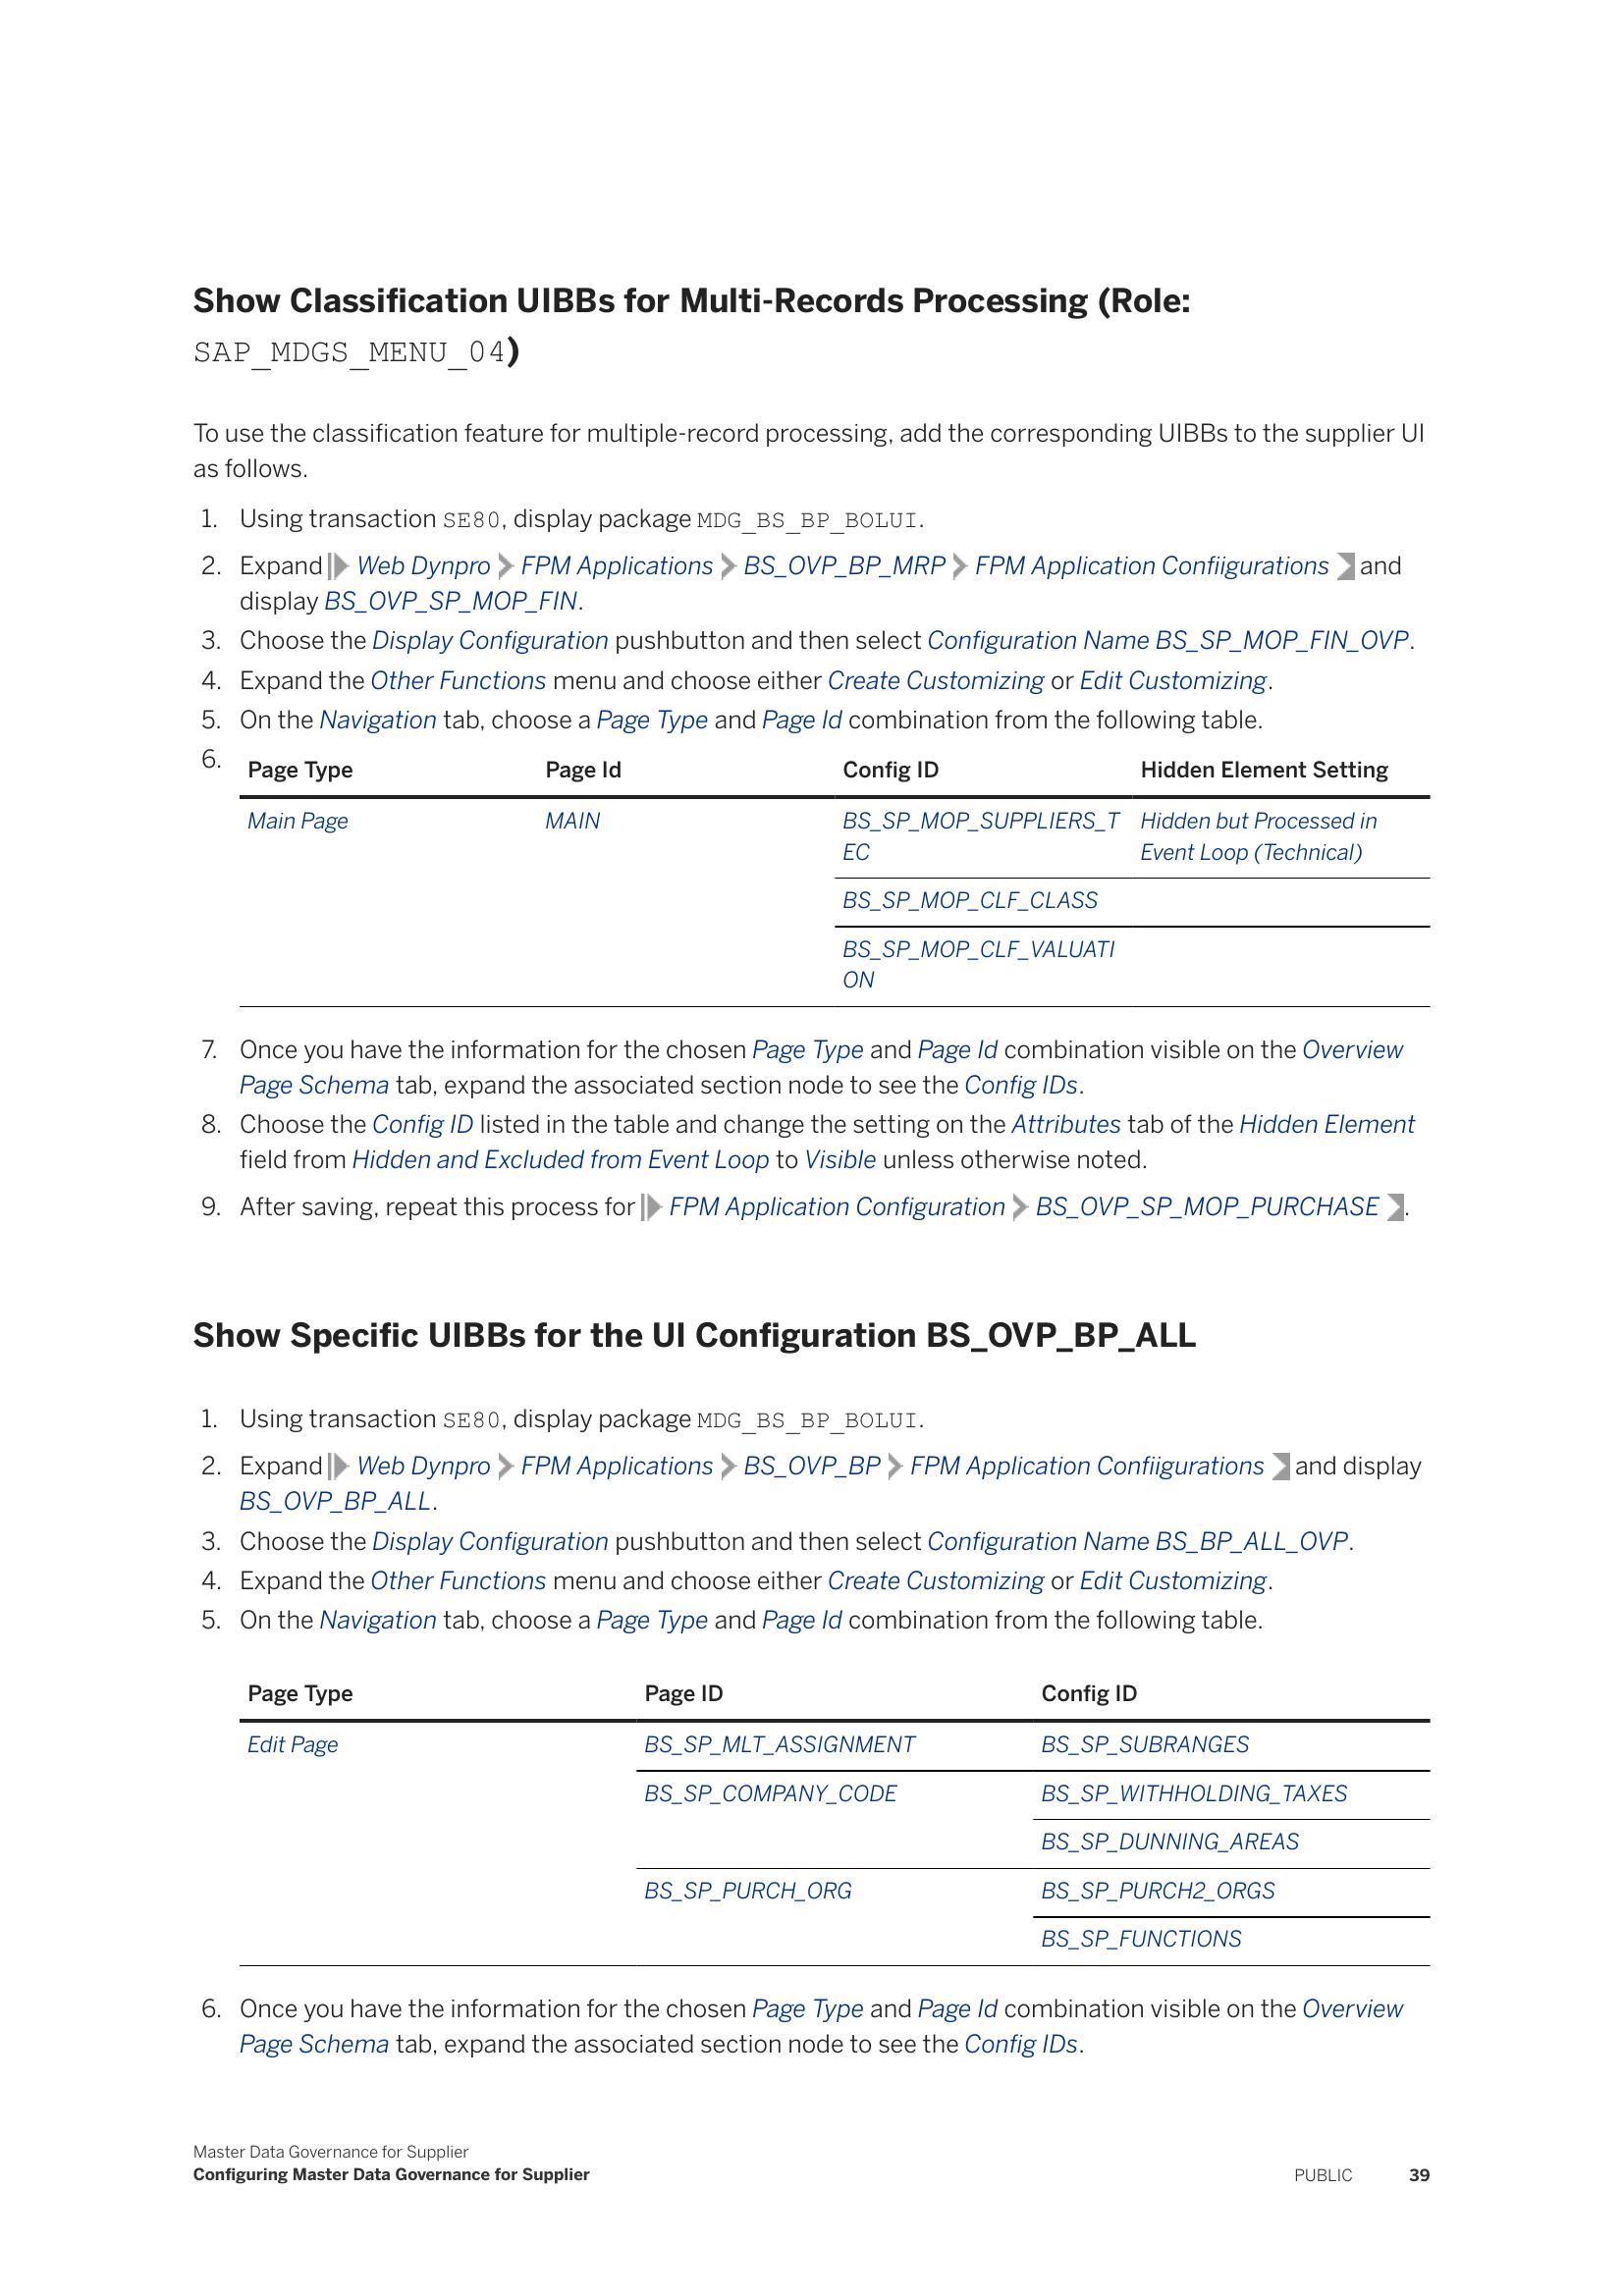 Show Classification UIBBs for Multi-Records Processing (Role:
SAP_MDGS_MENU_04)
To use the classification feature for multiple-record processing, add the corresponding UIBBs to the supplier UI
as follows.
1. Using transaction SE80, display package MDG_BS_BP_BOLUI.
2. Expand Web Dynpro FPM Applications BS_OVP_BP_MRP FPM Application Confiigurations and
display BS_OVP_SP_MOP_FIN.
3. Choose the Display Configuration pushbutton and then select Configuration Name BS_SP_MOP_FIN_OVP.
4. Expand the Other Functions menu and choose either Create Customizing or Edit Customizing.
5. On the Navigation tab, choose a Page Type and Page Id combination from the following table.
6.
Page Type Page Id Config ID Hidden Element Setting
Main Page MAIN BS_SP_MOP_SUPPLIERS_T Hidden but Processed in
EC Event Loop (Technical)
BS_SP_MOP_CLF_CLASS
BS_SP_MOP_CLF_VALUATI
ON
7. Once you have the information for the chosen Page Type and Page Id combination visible on the Overview
Page Schema tab, expand the associated section node to see the Config IDs.
8. Choose the Config ID listed in the table and change the setting on the Attributes tab of the Hidden Element
field from Hidden and Excluded from Event Loop to Visible unless otherwise noted.
9. After saving, repeat this process for FPM Application Configuration BS_OVP_SP_MOP_PURCHASE .
Show Specific UIBBs for the UI Configuration BS_OVP_BP_ALL
1. Using transaction SE80, display package MDG_BS_BP_BOLUI.
2. Expand Web Dynpro FPM Applications BS_OVP_BP FPM Application Confiigurations and display
BS_OVP_BP_ALL.
3. Choose the Display Configuration pushbutton and then select Configuration Name BS_BP_ALL_OVP.
4. Expand the Other Functions menu and choose either Create Customizing or Edit Customizing.
5. On the Navigation tab, choose a Page Type and Page Id combination from the following table.
Page Type Page ID Config ID
Edit Page BS_SP_MLT_ASSIGNMENT BS_SP_SUBRANGES
BS_SP_COMPANY_CODE BS_SP_WITHHOLDING_TAXES
BS_SP_DUNNING_AREAS
BS_SP_PURCH_ORG BS_SP_PURCH2_ORGS
BS_SP_FUNCTIONS
6. Once you have the information for the chosen Page Type and Page Id combination visible on the Overview
Page Schema tab, expand the associated section node to see the Config IDs.
Master Data Governance for Supplier
Configuring Master Data Governance for Supplier PUBLIC 39